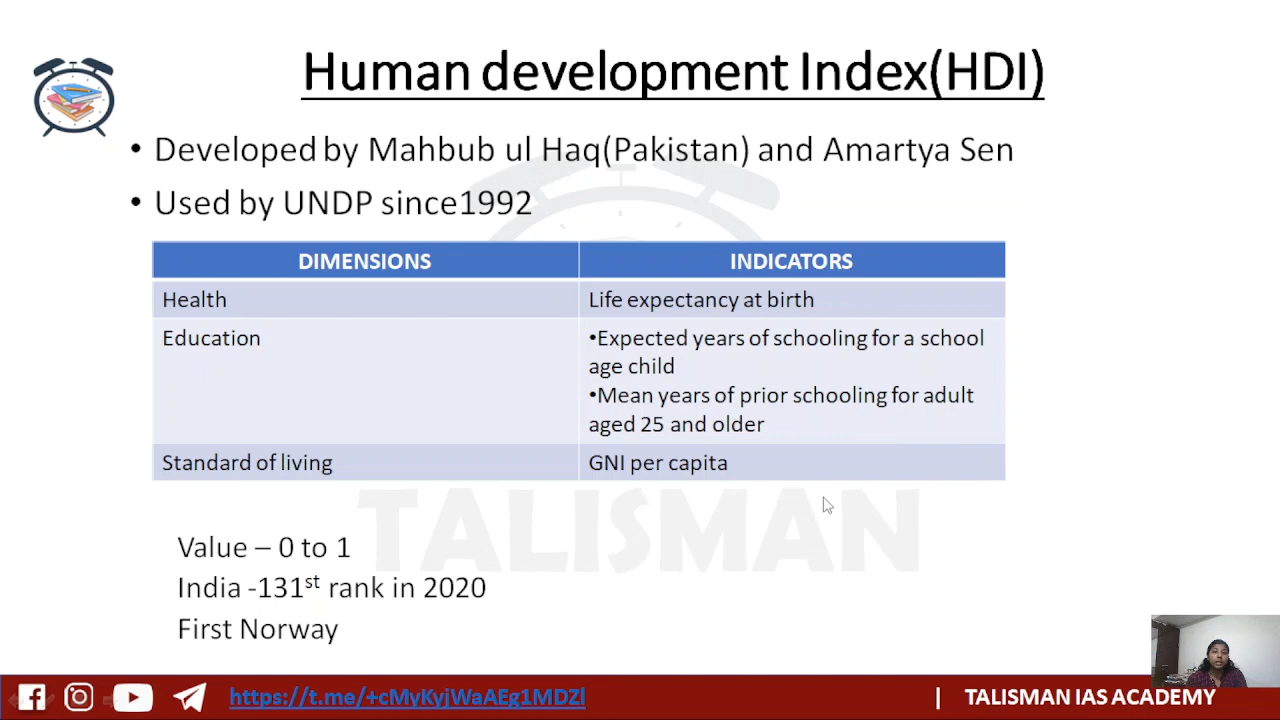 Human development Index(HDI)
• Developed by Mahbub ul Haq(Pakistan) and Amartya Sen
• Used by UNDP since1992
DIMENSIONS INDICATORS
Health Life expectancy at birth
Education •Expected years of schooling for a school
age child
•Mean years of prior schooling for adult
aged 25 and older
Standard of living GNI per capita
TALISMAN
Value – 0 to 1
India -131st rank in 2020
First Norway
https://t.me/+cMyKyjWaAEg1MDZl | TALISMAN IAS ACADEMY